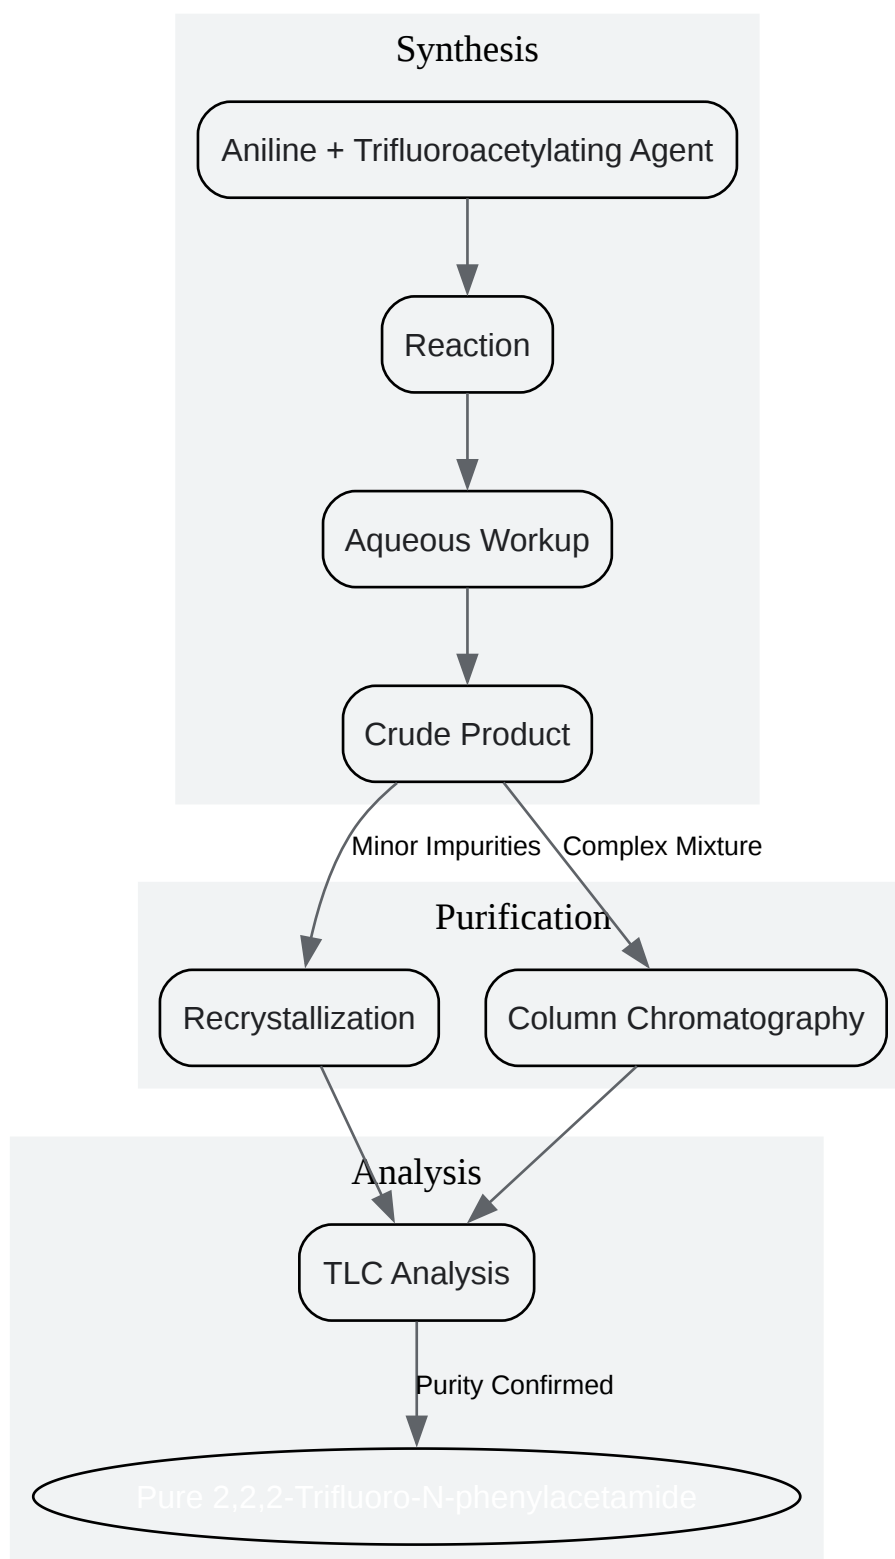 Synthesis
Aniline + Trifluoroacetylating Agent
Reaction
Aqueous Workup
Crude Product
Minor Impurities
Complex Mixture
Purification
Recrystallization
Column Chromatography
Analysis
TLC Analysis
Purity Confirmed
Pure 2,2,2-Trifluoro-N-phenylacetamide